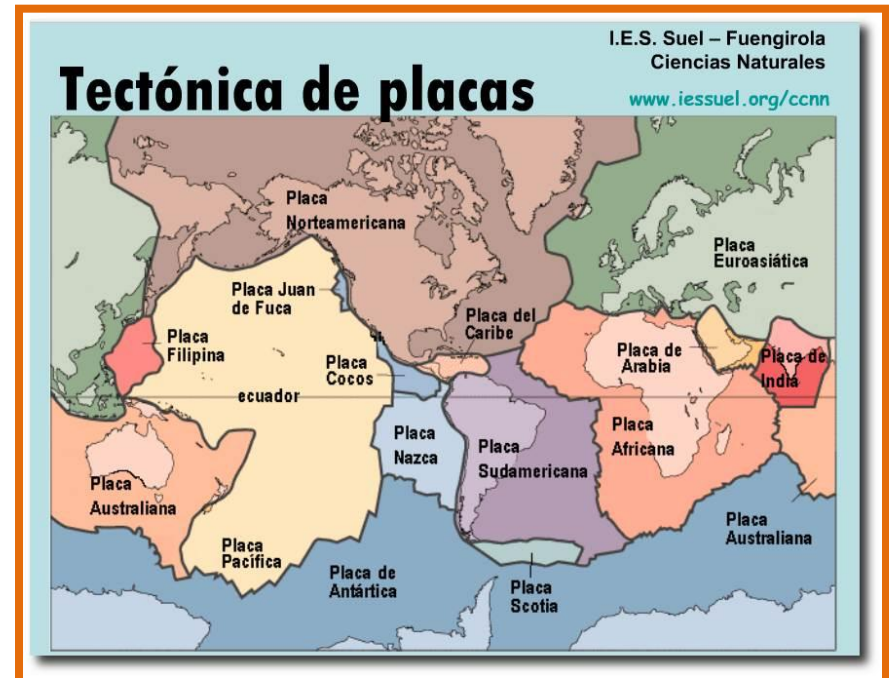 I.E.S. Suel – Fuengirola
Ciencias Naturales
Tectónica de placas
www.iessuel.org/ccnn
Placa
Norteamericana
Placa
Euroasiática
Placa Juan
de Fuca
Placa del
Caribe
Placa
Filipina
Placa de
Arabia
Placa de
Indiá
Placa
Cocos
ecuador
Placa
Nazca
Placa
Sudamericana
Placa
Africana
Placa
Australiana
Placa
Australiana
Placa
Pacífica
Placa de
Antártica
Placa
Scotia